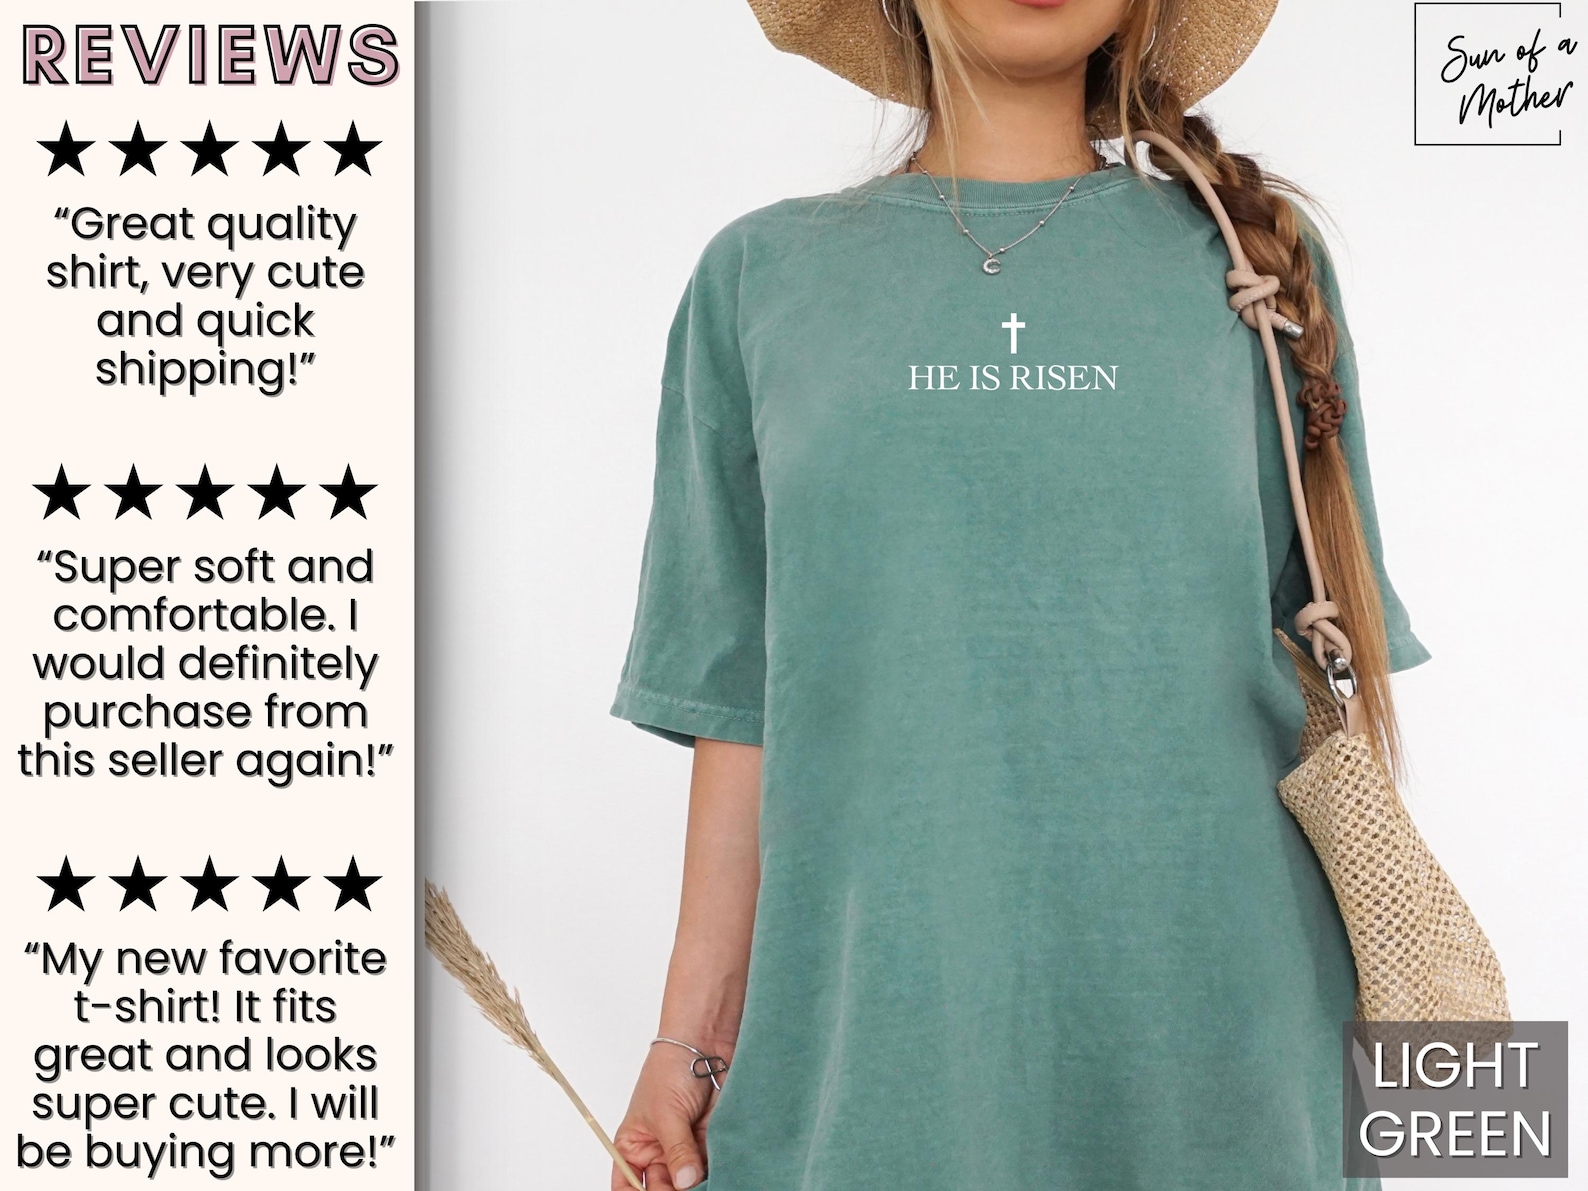 REVIEWS
“Great quality
shirt, very cute
and quick
shipping!”
“Super soft and
comfortable. I
would definitely
purchase from
this seller again!”
“My new favorite
t-shirt! It fits
great and looks
super cute. I will
be buying more!”
Sun of a
Mother
HE IS RISEN
LIGHT
GREEN